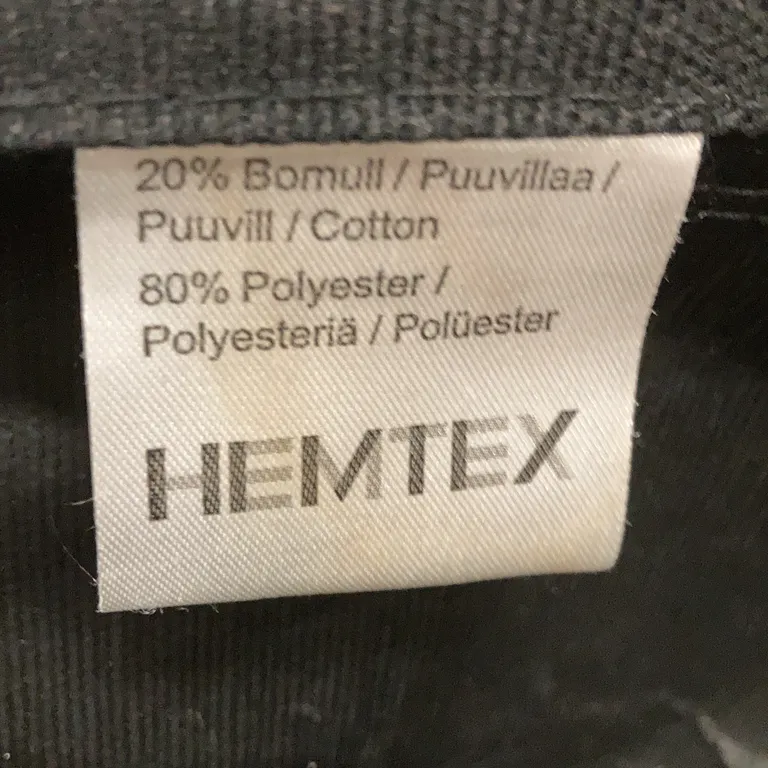 20% Bomull / Puuvillaa /
Puuvill / Cotton
80% Polyester /
Polyesteriä / Polüester
HEMTEX